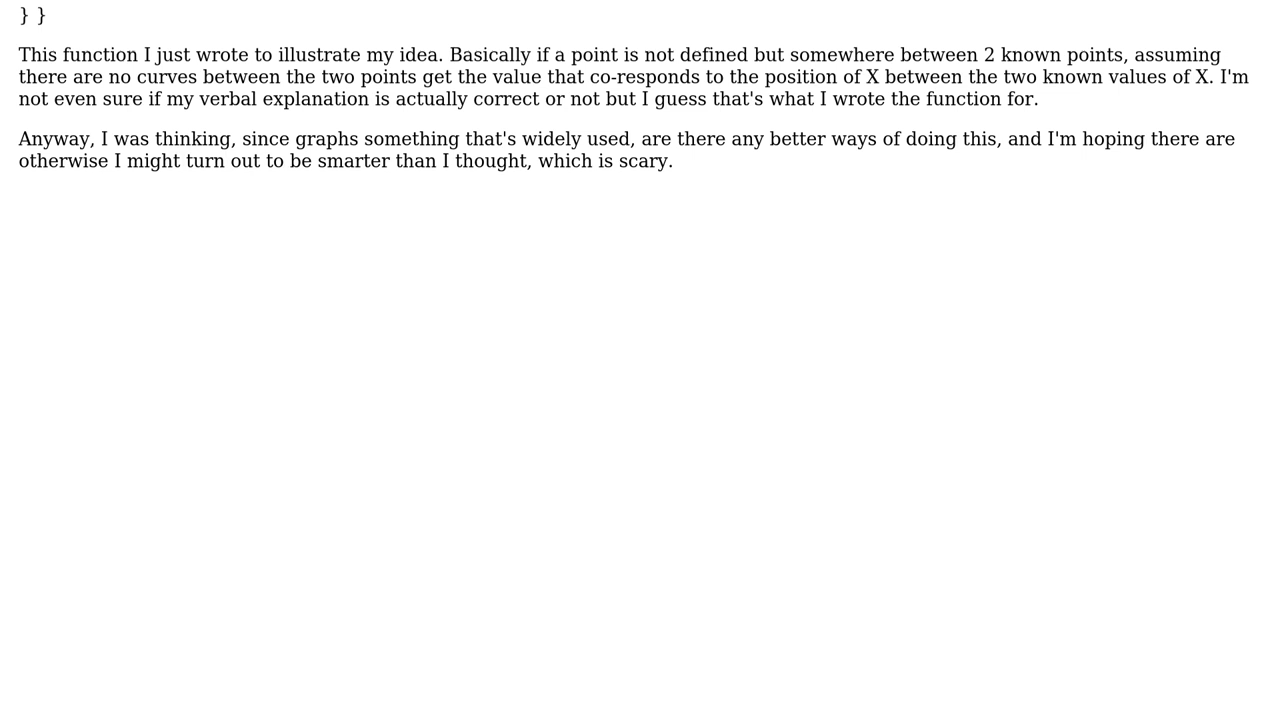 } }
This function I just wrote to illustrate my idea. Basically if a point is not defined but somewhere between 2 known points, assuming
there are no curves between the two points get the value that co-responds to the position of X between the two known values of X. I'm
not even sure if my verbal explanation is actually correct or not but I guess that's what I wrote the function for.
Anyway, I was thinking, since graphs something that's widely used, are there any better ways of doing this, and I'm hoping there are
otherwise I might turn out to be smarter than I thought, which is scary.